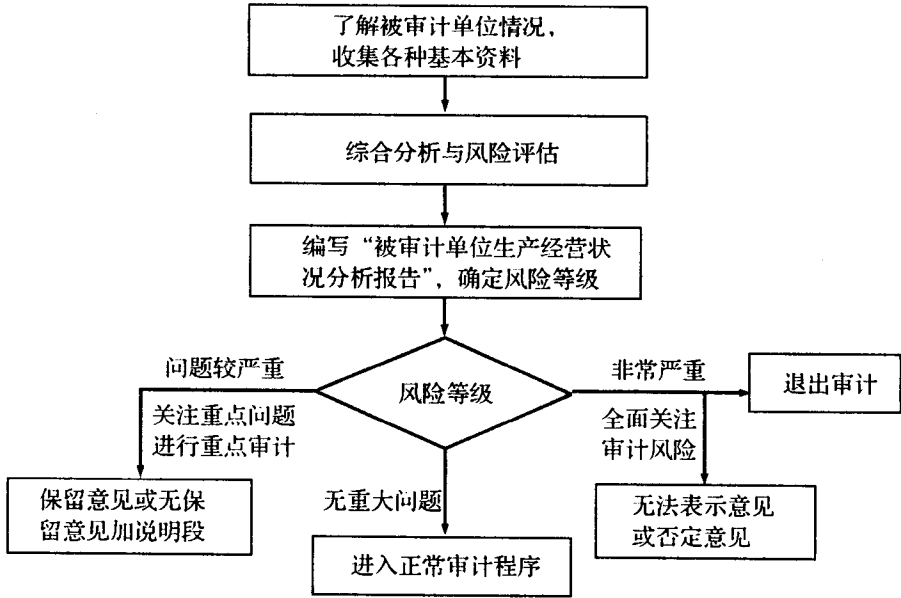 了解被审计单位情况，
收集各种基本资料
综合分析与风险评估
编写“被审计单位生产经营状
况分析报告”，确定风险等级
风险等级
问题较严重
关注重点问题
进行重点审计
保留意见或无保
留意见加说明段
无重大问题
进入正常审计程序
非常严重
全面关注
审计风险
退出审计
无法表示意见
或否定意见